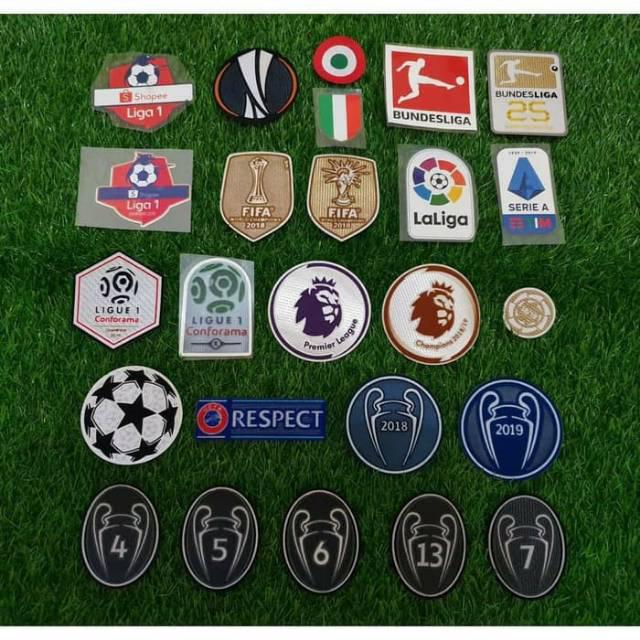 Shopee
Liga 1
BUNDESLIGA
BUNDESLIGA
25
Shopee
Liga 1
FIFA
2018
FIFA
2018
LaLiga
SERIE A
TIM
LIGUE 1
Conforama
LIGUE 1
Conforama
Premier League
Champions 2018/19
RESPECT
2018
2019
4
5
6
13
7